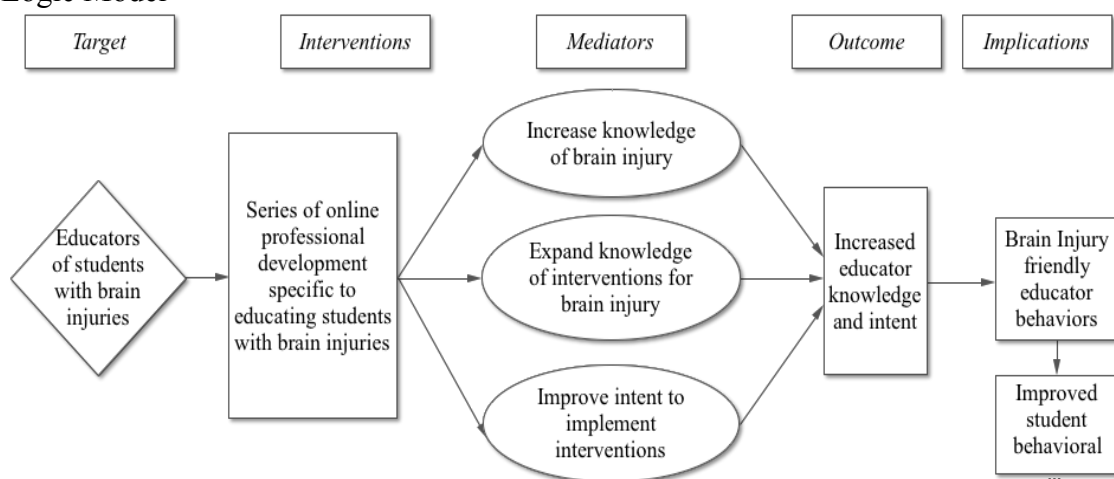 Logic Model
Target
Interventions
Mediators
Outcome
Implications
Educators
of students
with brain
injuries
Series of online
professional
development
specific to
educating students
with brain injuries
Increase knowledge
of brain injury
Expand knowledge
of interventions for
brain injury
Improve intent to
implement
interventions
Increased
educator
knowledge
and intent
Brain Injury
friendly
educator
behaviors
Improved
student
behavioral